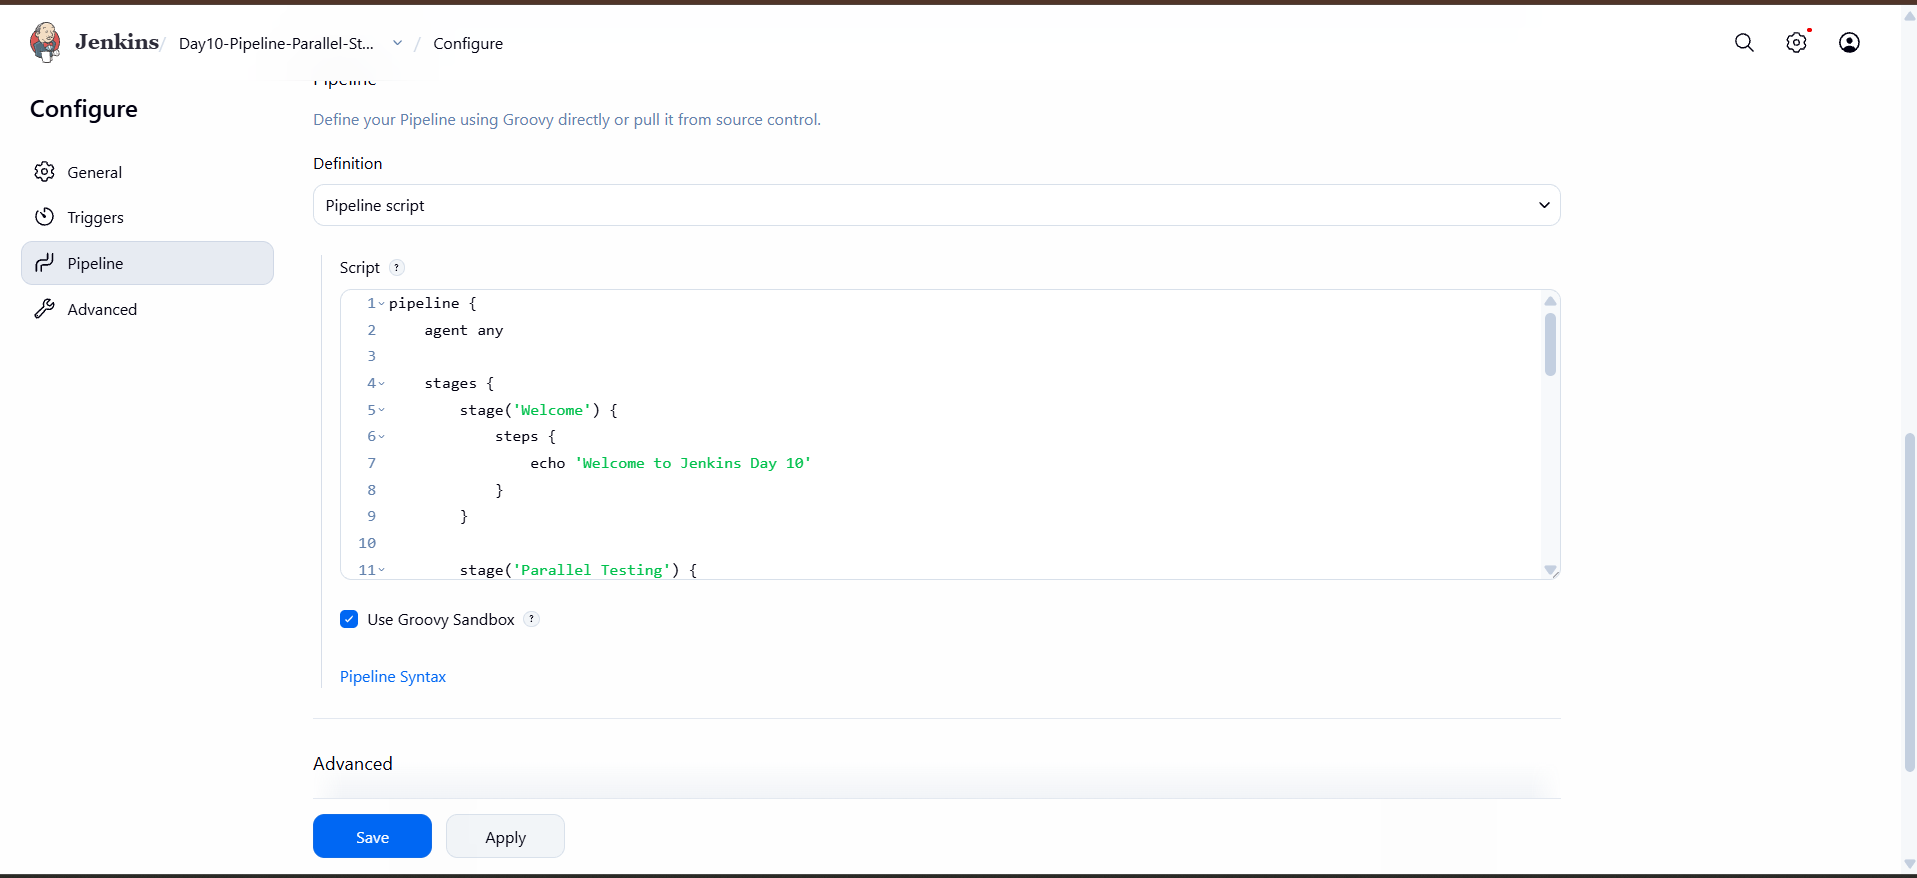 Jenkins / Day10-Pipeline-Parallel-St... / Configure
Configure
General
Triggers
Pipeline
Advanced
Pipeline
Define your Pipeline using Groovy directly or pull it from source control.
Definition
Pipeline script
Script ?
1 pipeline {
2     agent any
3
4     stages {
5         stage('Welcome') {
6             steps {
7                 echo 'Welcome to Jenkins Day 10'
8             }
9         }
10
11         stage('Parallel Testing') {
Use Groovy Sandbox ?
Pipeline Syntax
Advanced
Save
Apply